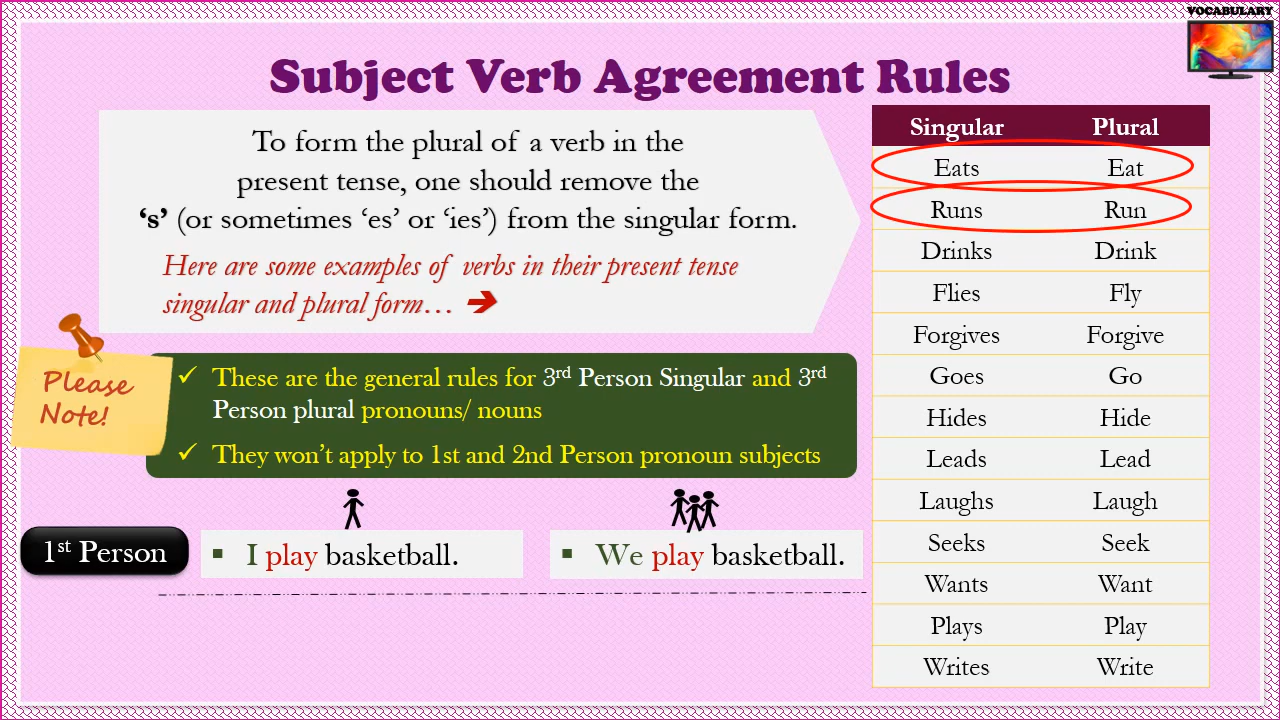 VOCABULARY
Subject Verb Agreement Rules
To form the plural of a verb in the
present tense, one should remove the
‘s’ (or sometimes ‘es’ or ‘ies’) from the singular form.
Here are some examples of verbs in their present tense
singular and plural form… ➔
Please
Note!
✓ These are the general rules for 3rd Person Singular and 3rd
Person plural pronouns/ nouns
✓ They won’t apply to 1st and 2nd Person pronoun subjects
1st Person
▪ I play basketball.
▪ We play basketball.
Singular Plural
Eats Eat
Runs Run
Drinks Drink
Flies Fly
Forgives Forgive
Goes Go
Hides Hide
Leads Lead
Laughs Laugh
Seeks Seek
Wants Want
Plays Play
Writes Write